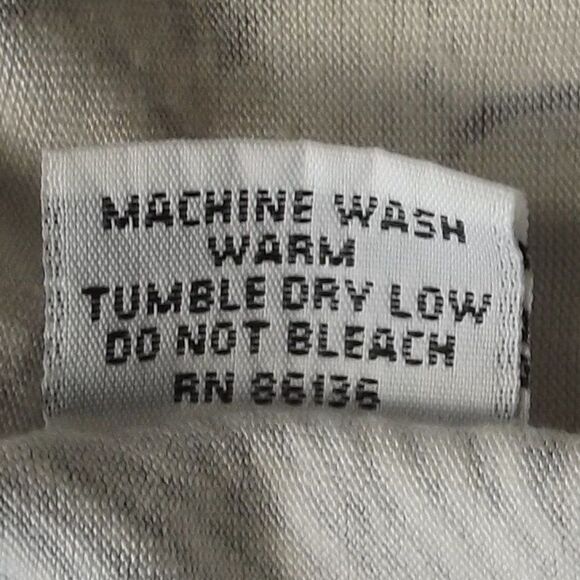 MACHINE WASH
WARM
TUMBLE DRY LOW
DO NOT BLEACH
RN 86136